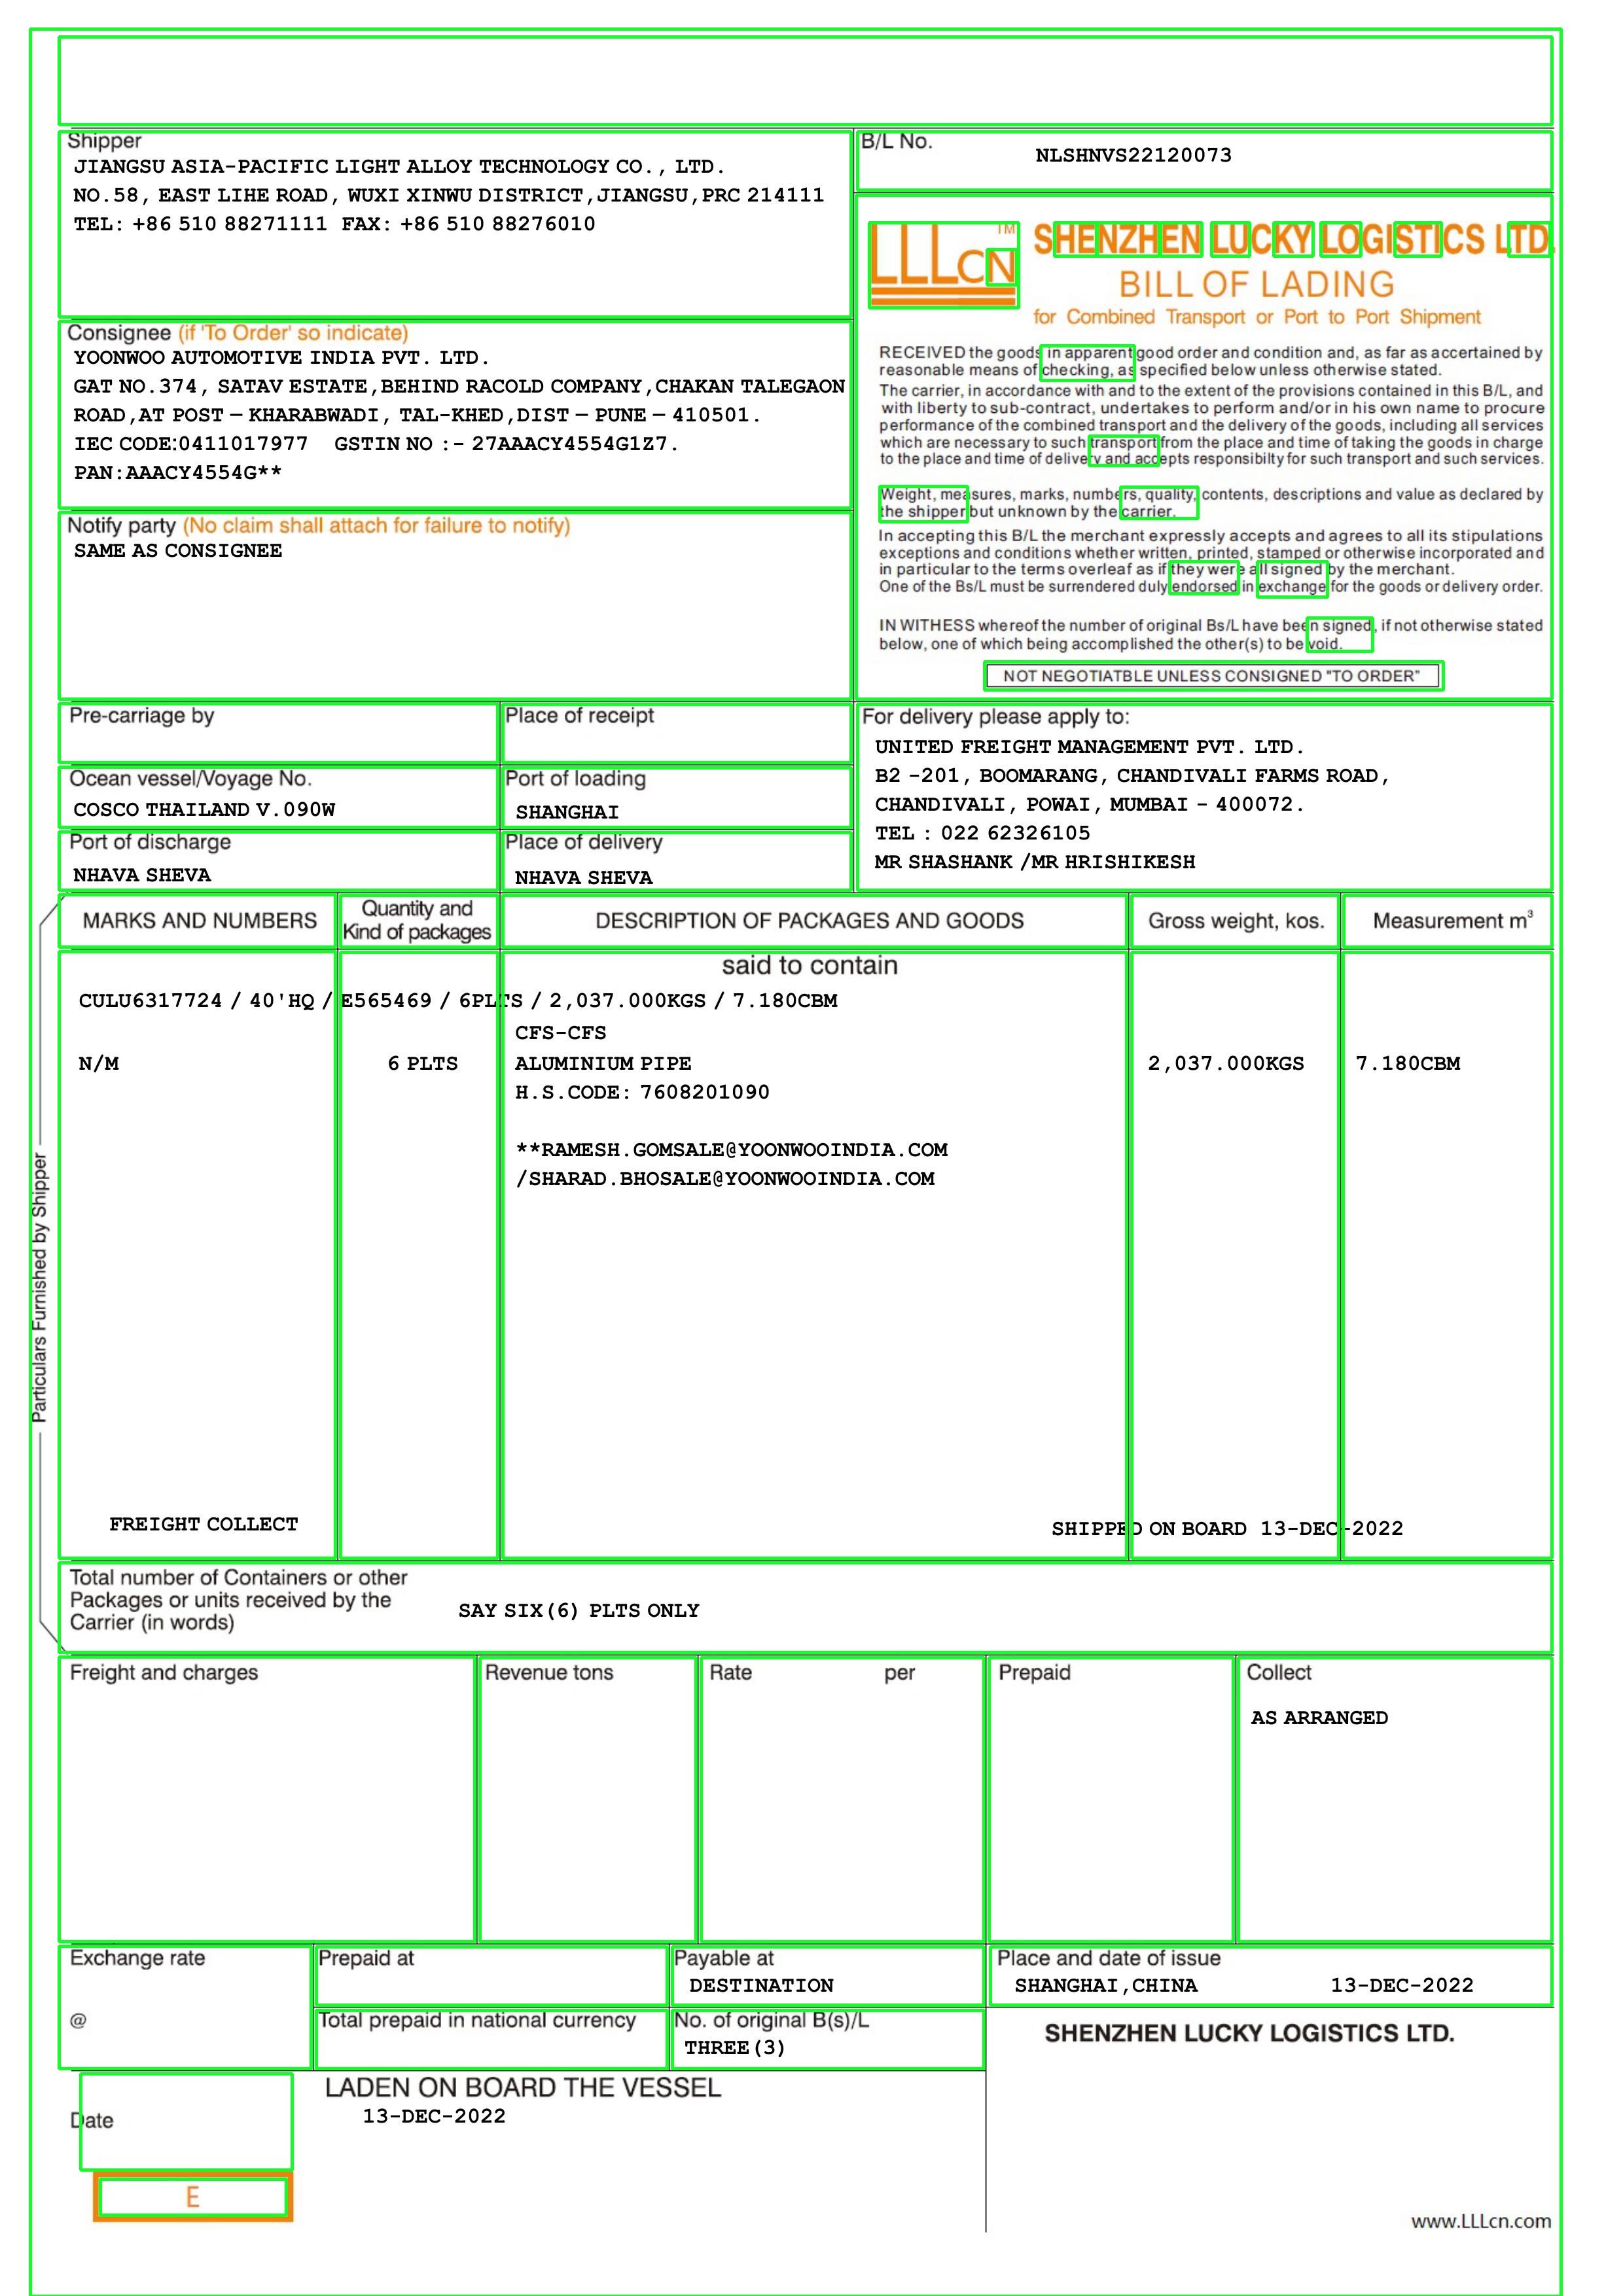 Shipper
JIANGSU ASIA-PACIFIC LIGHT ALLOY TECHNOLOGY CO., LTD.
NO.58, EAST LIHE ROAD, WUXI XINWU DISTRICT,JIANGSU,PRC 214111
TEL: +86 510 88271111 FAX: +86 510 88276010
B/L No.
NLSHNVS22120073
LLLCN TM
SHENZHEN LUCKY LOGISTICS LTD.
BILL OF LADING
for Combined Transport or Port to Port Shipment
Consignee (if 'To Order' so indicate)
YOONWOO AUTOMOTIVE INDIA PVT. LTD.
GAT NO.374, SATAV ESTATE,BEHIND RACOLD COMPANY,CHAKAN TALEGAON
ROAD,AT POST – KHARABWADI, TAL-KHED,DIST – PUNE – 410501.
IEC CODE:0411017977 GSTIN NO :- 27AAACY4554G1Z7.
PAN:AAACY4554G**
RECEIVED the goods in apparent good order and condition and, as far as accertained by
reasonable means of checking, as specified below unless otherwise stated.
The carrier, in accordance with and to the extent of the provisions contained in this B/L, and
with liberty to sub-contract, undertakes to perform and/or in his own name to procure
performance of the combined transport and the delivery of the goods, including all services
which are necessary to such transport from the place and time of taking the goods in charge
to the place and time of delivery and accepts responsibilty for such transport and such services.
Weight, measures, marks, numbers, quality, contents, descriptions and value as declared by
the shipper but unknown by the carrier.
In accepting this B/L the merchant expressly accepts and agrees to all its stipulations
exceptions and conditions whether written, printed, stamped or otherwise incorporated and
in particular to the terms overleaf as if they were all signed by the merchant.
One of the Bs/L must be surrendered duly endorsed in exchange for the goods or delivery order.
IN WITHESS whereof the number of original Bs/L have been signed, if not otherwise stated
below, one of which being accomplished the other(s) to be void.
NOT NEGOTIATBLE UNLESS CONSIGNED "TO ORDER"
Notify party (No claim shall attach for failure to notify)
SAME AS CONSIGNEE
Pre-carriage by
Place of receipt
Ocean vessel/Voyage No.
COSCO THAILAND V.090W
Port of loading
SHANGHAI
Port of discharge
NHAVA SHEVA
Place of delivery
NHAVA SHEVA
For delivery please apply to:
UNITED FREIGHT MANAGEMENT PVT. LTD.
B2 -201, BOOMARANG, CHANDIVALI FARMS ROAD,
CHANDIVALI, POWAI, MUMBAI - 400072.
TEL : 022 62326105
MR SHASHANK /MR HRISHIKESH
Particulars Furnished by Shipper
MARKS AND NUMBERS
Quantity and
Kind of packages
DESCRIPTION OF PACKAGES AND GOODS
Gross weight, kos.
Measurement m³
said to contain
CULU6317724 / 40'HQ / E565469 / 6PLTS / 2,037.000KGS / 7.180CBM
CFS-CFS
N/M 6 PLTS ALUMINIUM PIPE 2,037.000KGS 7.180CBM
H.S.CODE: 7608201090
**RAMESH.GOMSALE@YOONWOOINDIA.COM
/SHARAD.BHOSALE@YOONWOOINDIA.COM
FREIGHT COLLECT
SHIPPED ON BOARD 13-DEC-2022
Total number of Containers or other
Packages or units received by the
Carrier (in words)
SAY SIX(6) PLTS ONLY
Freight and charges
Revenue tons
Rate per
Prepaid
Collect
AS ARRANGED
Exchange rate
@
Prepaid at
Payable at
DESTINATION
Place and date of issue
SHANGHAI,CHINA 13-DEC-2022
Total prepaid in national currency
No. of original B(s)/L
THREE(3)
SHENZHEN LUCKY LOGISTICS LTD.
LADEN ON BOARD THE VESSEL
Date
13-DEC-2022
E
www.LLLcn.com